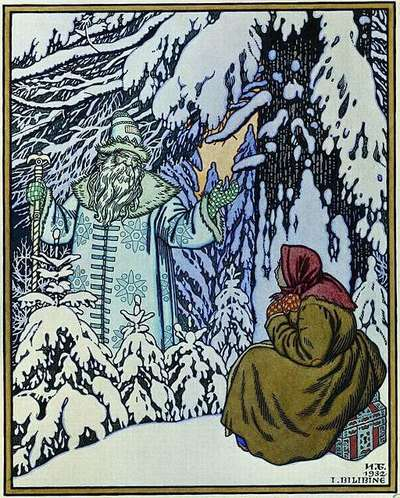 И.Б.
1932
I. BILIBINE